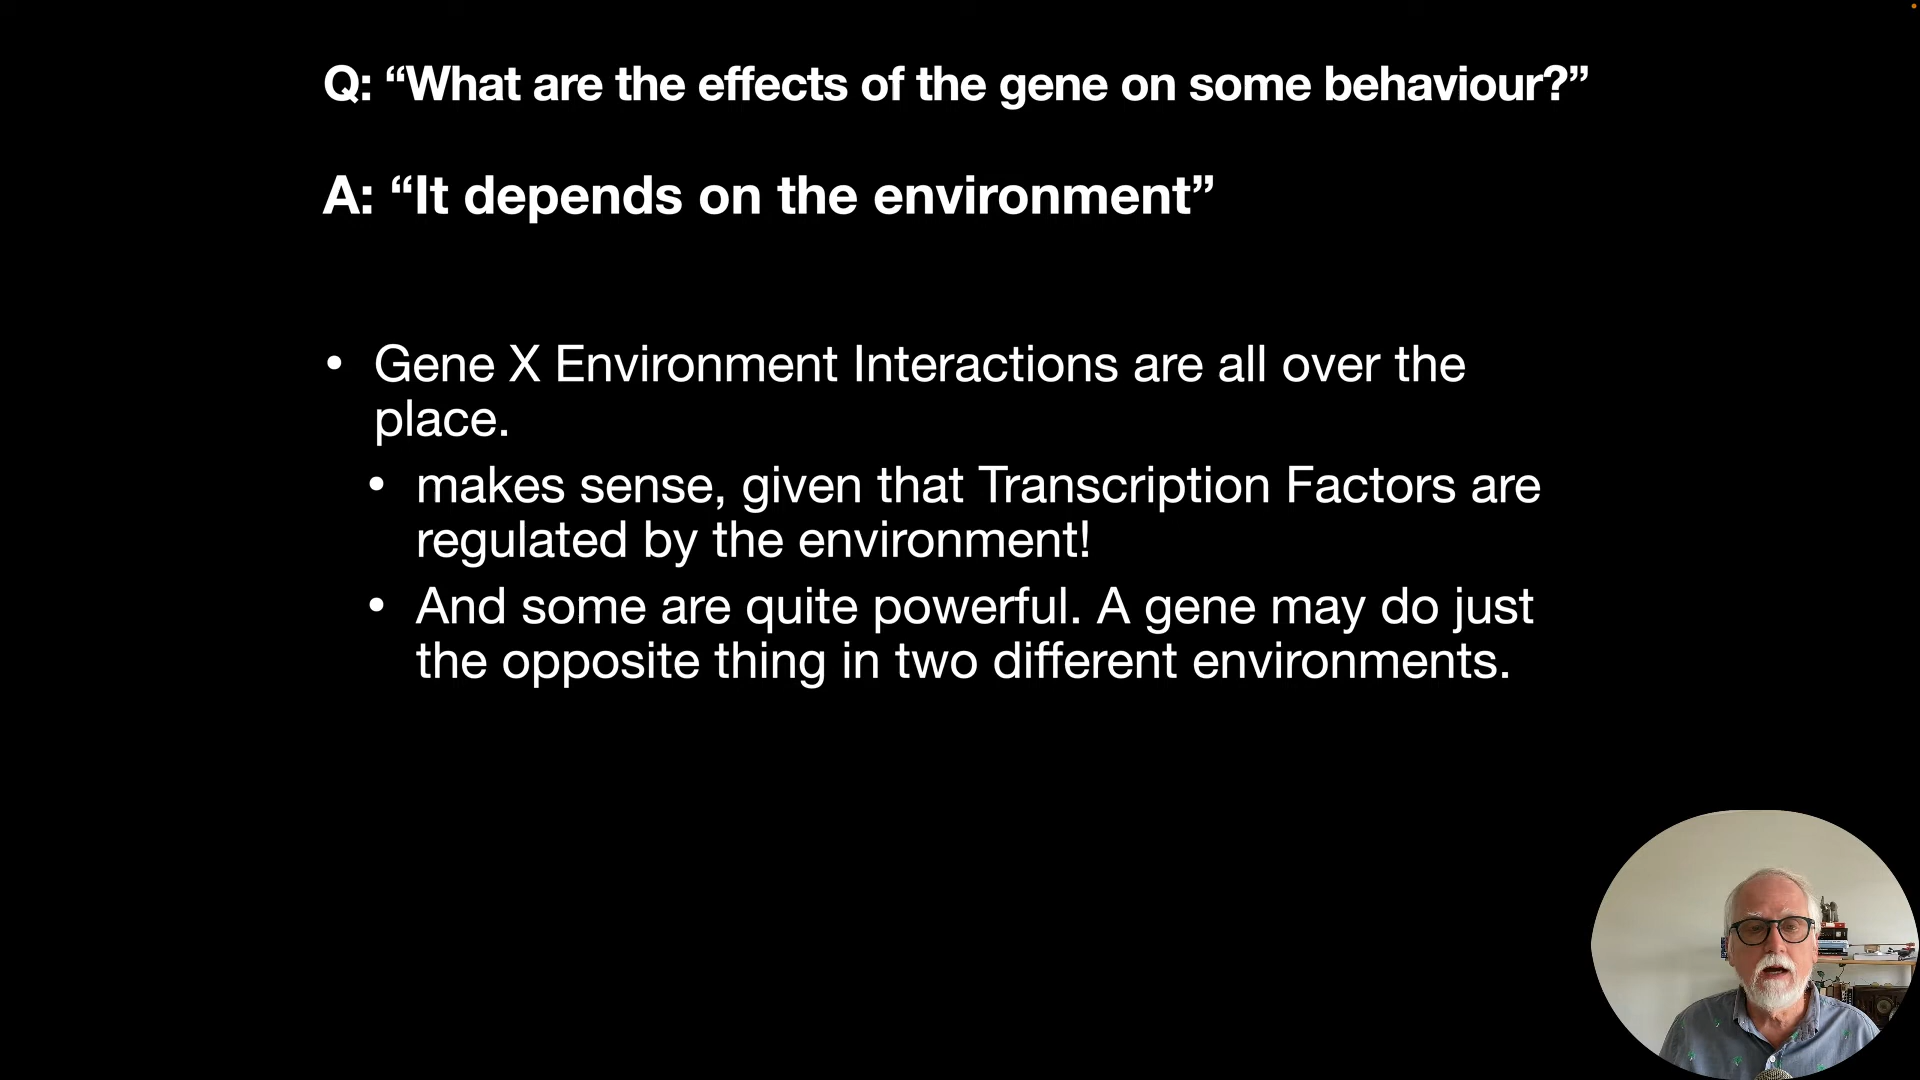 Q: “What are the effects of the gene on some behaviour?”
A: “It depends on the environment”
• Gene X Environment Interactions are all over the
place.
• makes sense, given that Transcription Factors are
regulated by the environment!
• And some are quite powerful. A gene may do just
the opposite thing in two different environments.